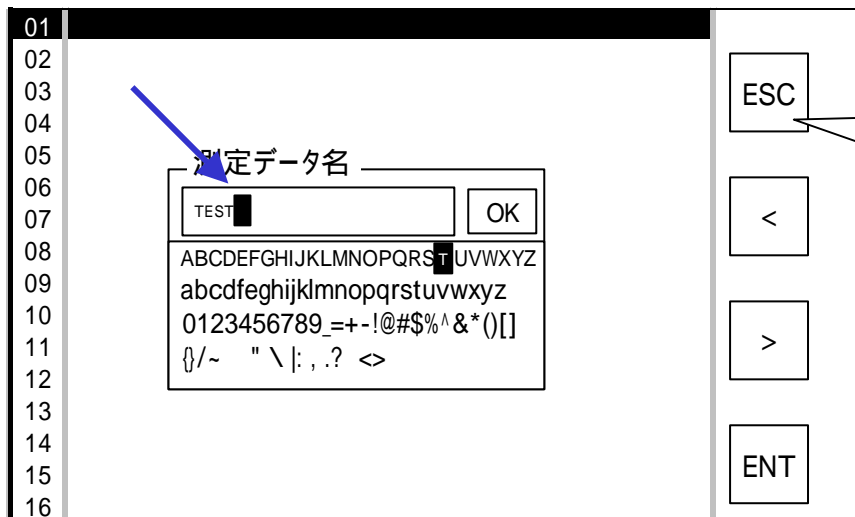 01
02
03
04
05
06
07
08
09
10
11
12
13
14
15
16
測定データ名
TEST
OK
ABCDEFGHIJKLMNOPQRSTUVWXYZ
abcdfeghijklmnopqrstuvwxyz
0123456789_=+-!@#$%^&*()[]
{}/~ " \ |: , .? <>
ESC
<
>
ENT